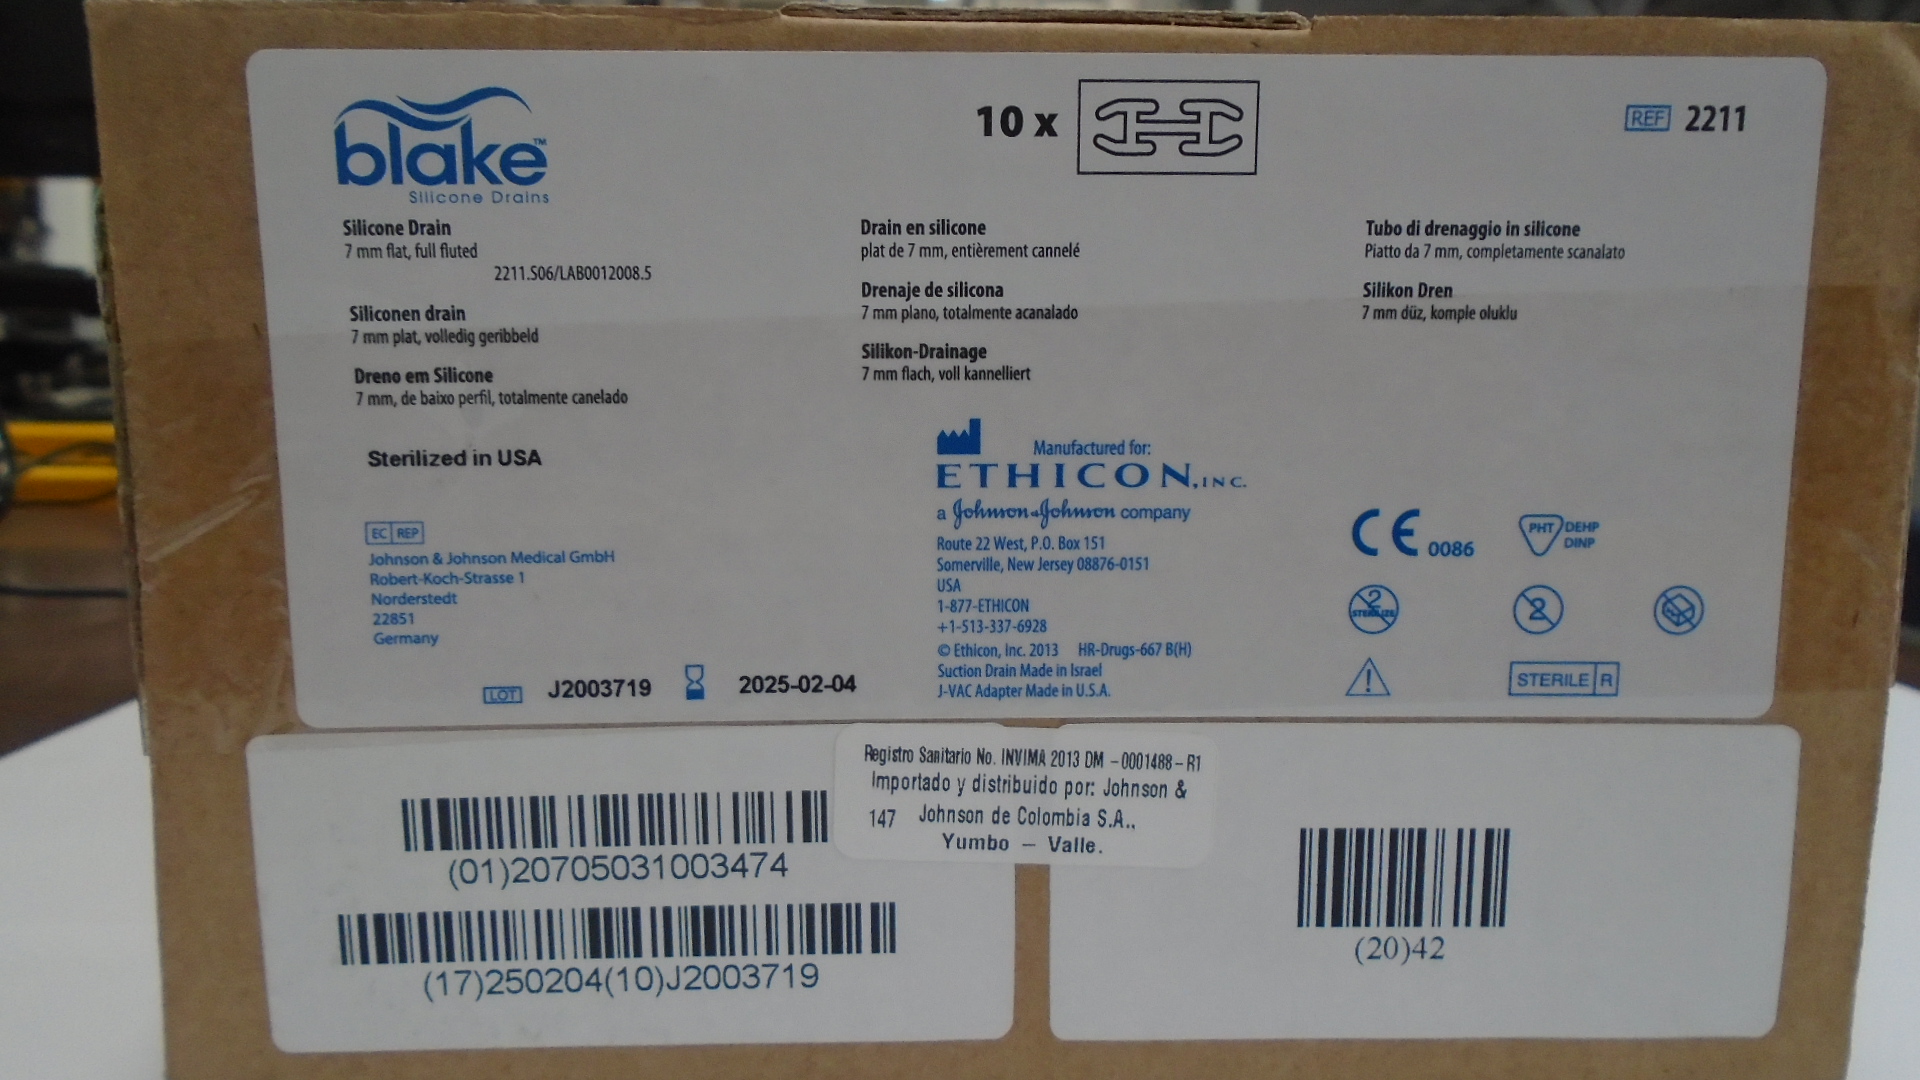 blake™
Silicone Drains
10 x
REF 2211
Silicone Drain
7 mm flat, full fluted
2211.S06/LAB0012008.5
Siliconen drain
7 mm plat, volledig geribbeld
Dreno em Silicone
7 mm, de baixo perfil, totalmente canelado
Drain en silicone
plat de 7 mm, entièrement cannelé
Drenaje de silicona
7 mm plano, totalmente acanalado
Silikon-Drainage
7 mm flach, voll kannelliert
Tubo di drenaggio in silicone
Piatto da 7 mm, completamente scanalato
Silikon Dren
7 mm düz, komple oluklu
Sterilized in USA
EC REP
Johnson & Johnson Medical GmbH
Robert-Koch-Strasse 1
Norderstedt
22851
Germany
LOT J2003719 2025-02-04
Manufactured for:
ETHICON, INC.
a Johnson & Johnson company
Route 22 West, P.O. Box 151
Somerville, New Jersey 08876-0151
USA
1-877-ETHICON
+1-513-337-6928
© Ethicon, Inc. 2013 HR-Drugs-667 B(H)
Suction Drain Made in Israel
J-VAC Adapter Made in U.S.A.
CE 0086
PHT DEHP
DINP
2 STERILIZE
2
STERILE R
Registro Sanitario No. INVIMA 2013 DM -0001488-R1
Importado y distribuido por: Johnson &
147 Johnson de Colombia S.A.,
Yumbo - Valle.
(01)20705031003474
(17)250204(10)J2003719
(20)42